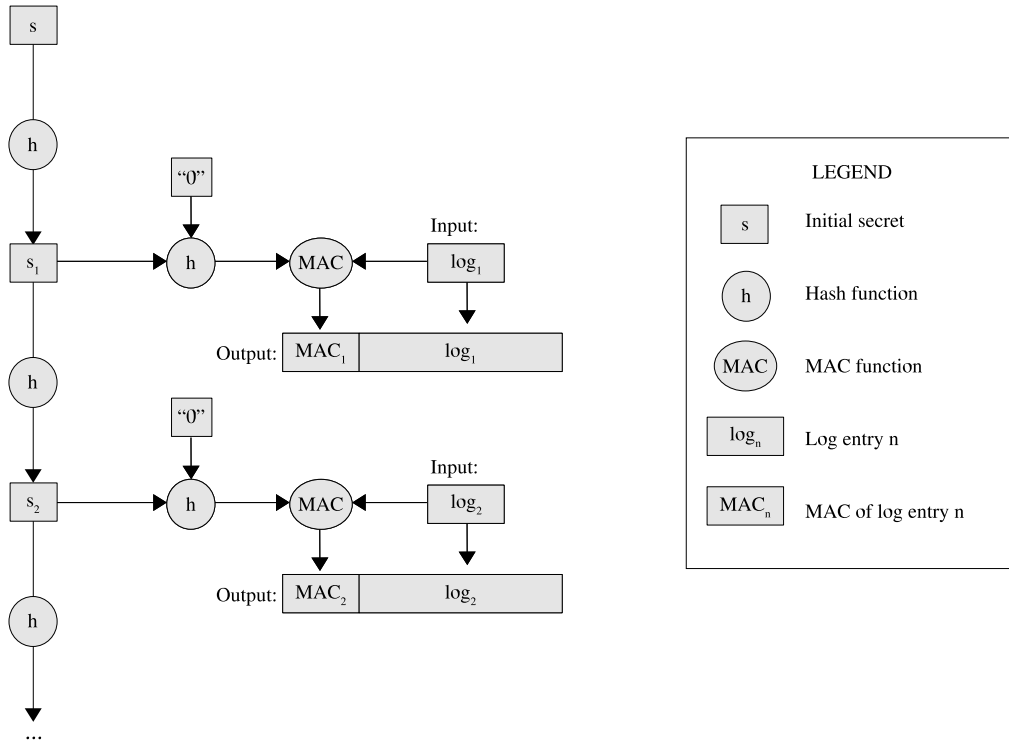 s
h
"0"
Input:
s₁
h
MAC
log₁
Output:
MAC₁
log₁
h
"0"
Input:
s₂
h
MAC
log₂
Output:
MAC₂
log₂
h
...
LEGEND
s
Initial secret
h
Hash function
MAC
MAC function
logₙ
Log entry n
MACₙ
MAC of log entry n